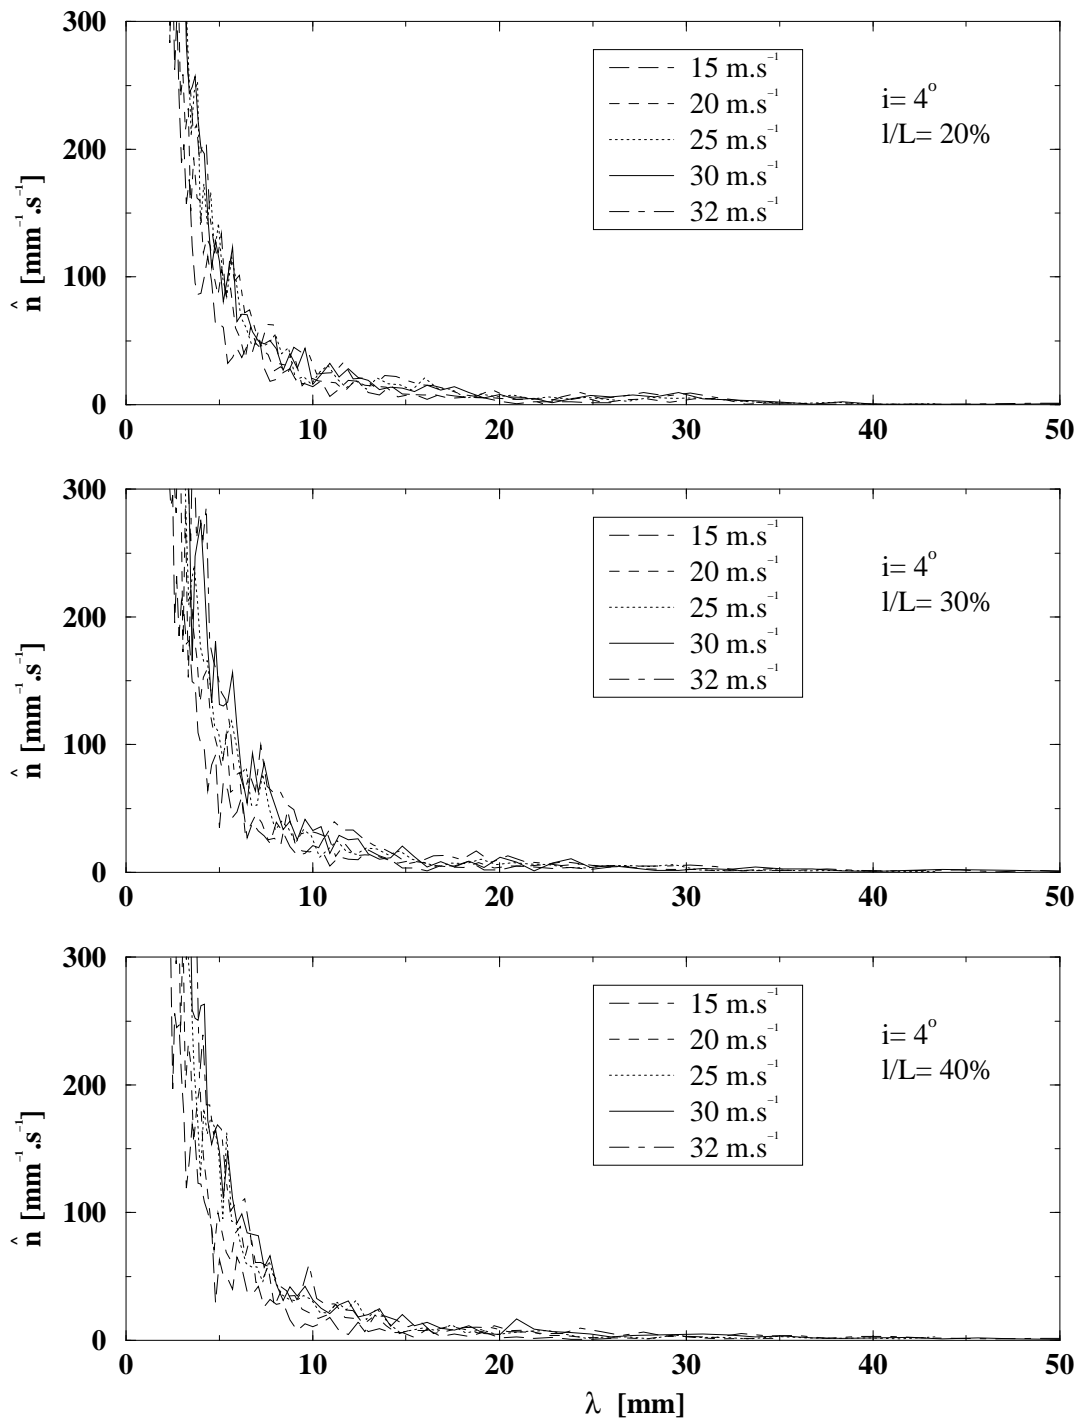 300
200
100
0
n̂ [mm⁻¹.s⁻¹]
15 m.s⁻¹
20 m.s⁻¹
25 m.s⁻¹
30 m.s⁻¹
32 m.s⁻¹
i= 4°
l/L= 20%
0 10 20 30 40 50
300
200
100
0
n̂ [mm⁻¹.s⁻¹]
15 m.s⁻¹
20 m.s⁻¹
25 m.s⁻¹
30 m.s⁻¹
32 m.s⁻¹
i= 4°
l/L= 30%
0 10 20 30 40 50
300
200
100
0
n̂ [mm⁻¹.s⁻¹]
15 m.s⁻¹
20 m.s⁻¹
25 m.s⁻¹
30 m.s⁻¹
32 m.s⁻¹
i= 4°
l/L= 40%
0 10 20 30 40 50
λ [mm]